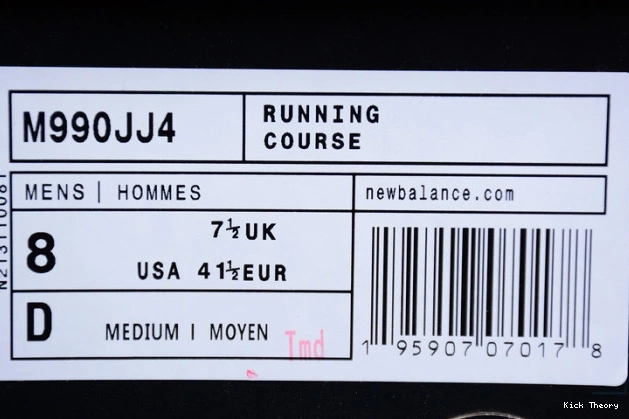 M990JJ4
RUNNING
COURSE
MENS | HOMMES
newbalance.com
8
7½UK
USA 41½EUR
D
MEDIUM | MOYEN
Tmd
1 95907 07017 8
Kick Theory